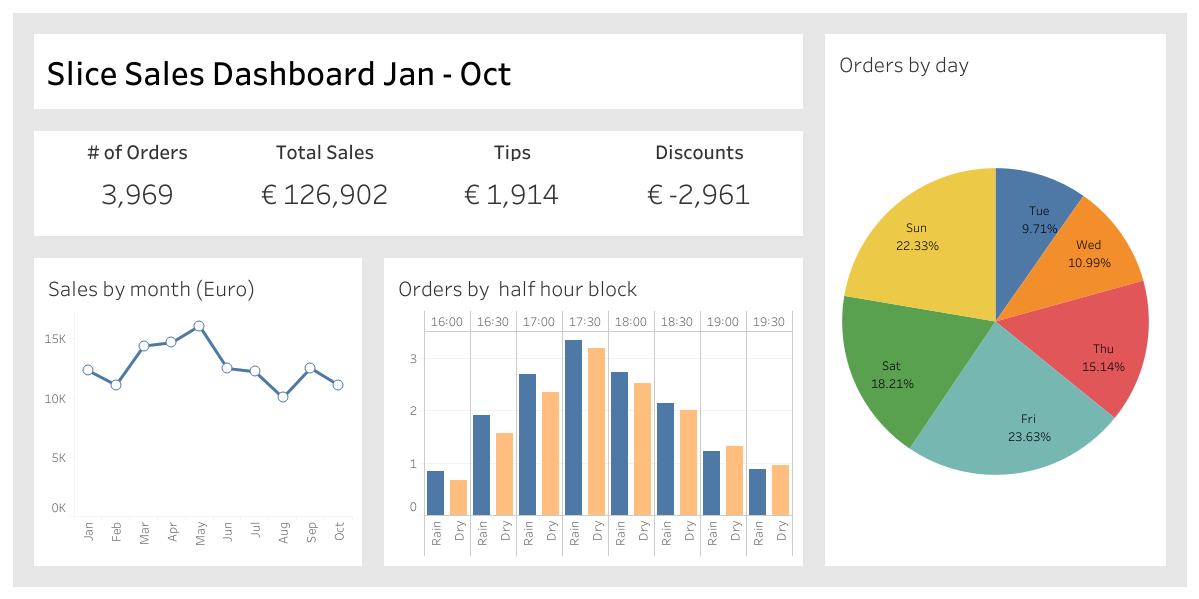 Slice Sales Dashboard Jan - Oct
# of Orders Total Sales Tips Discounts
3,969 € 126,902 € 1,914 € -2,961
Sales by month (Euro)
15K
10K
5K
0K
Jan Feb Mar Apr May Jun Jul Aug Sep Oct
Orders by half hour block
16:00 16:30 17:00 17:30 18:00 18:30 19:00 19:30
3
2
1
0
Rain Dry Rain Dry Rain Dry Rain Dry Rain Dry Rain Dry Rain Dry Rain Dry
Orders by day
Tue
9.71%
Wed
10.99%
Thu
15.14%
Fri
23.63%
Sat
18.21%
Sun
22.33%